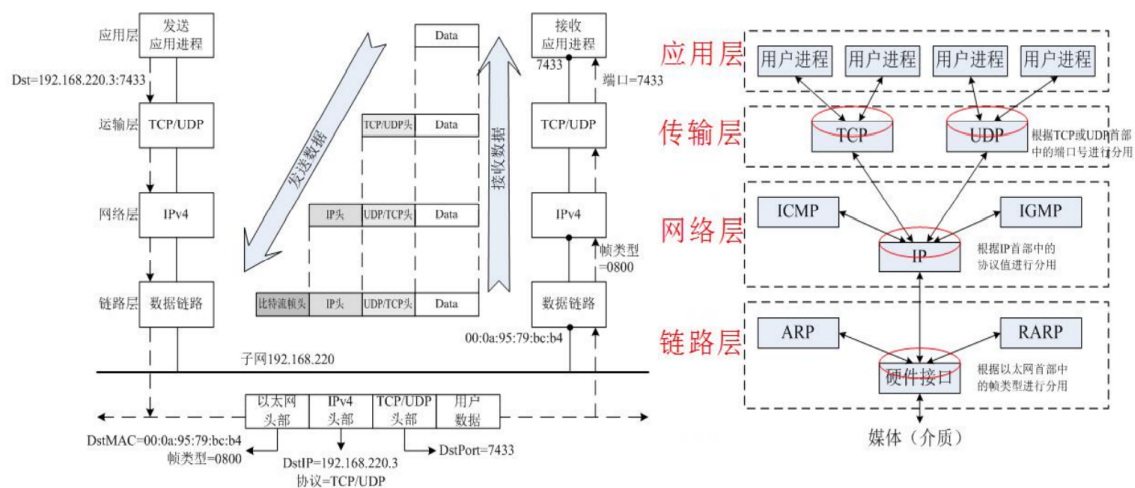 应用层
发送
应用进程
Dst=192.168.220.3:7433
运输层
TCP/UDP
网络层
IPv4
链路层
数据链路
发送数据
Data
TCP/UDP头
Data
IP头
UDP/TCP头
Data
比特流帧头
IP头
UDP/TCP头
Data
接收数据
接收
应用进程
7433
端口=7433
TCP/UDP
IPv4
帧类型
=0800
数据链路
00:0a:95:79:bc:b4
子网192.168.220
以太网
头部
IPv4
头部
TCP/UDP
头部
用户
数据
DstMAC=00:0a:95:79:bc:b4
帧类型=0800
DstIP=192.168.220.3
协议=TCP/UDP
DstPort=7433
应用层
用户进程
用户进程
用户进程
用户进程
传输层
TCP
UDP
根据TCP或UDP首部
中的端口号进行分用
网络层
ICMP
IGMP
IP
根据IP首部中的
协议值进行分用
链路层
ARP
RARP
硬件接口
根据以太网首部中
的帧类型进行分用
媒体（介质）